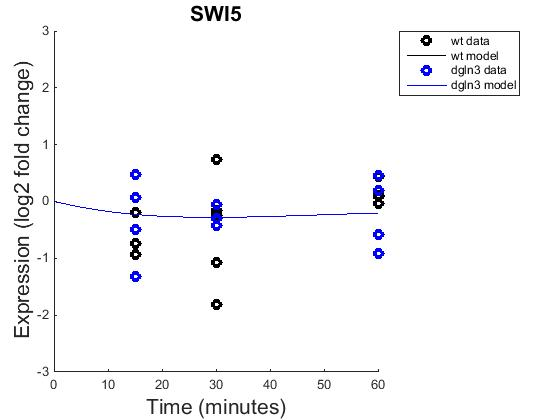 SWI5
wt data
wt model
dgln3 data
dgln3 model
3
2
1
0
-1
-2
-3
Expression (log2 fold change)
0 10 20 30 40 50 60
Time (minutes)